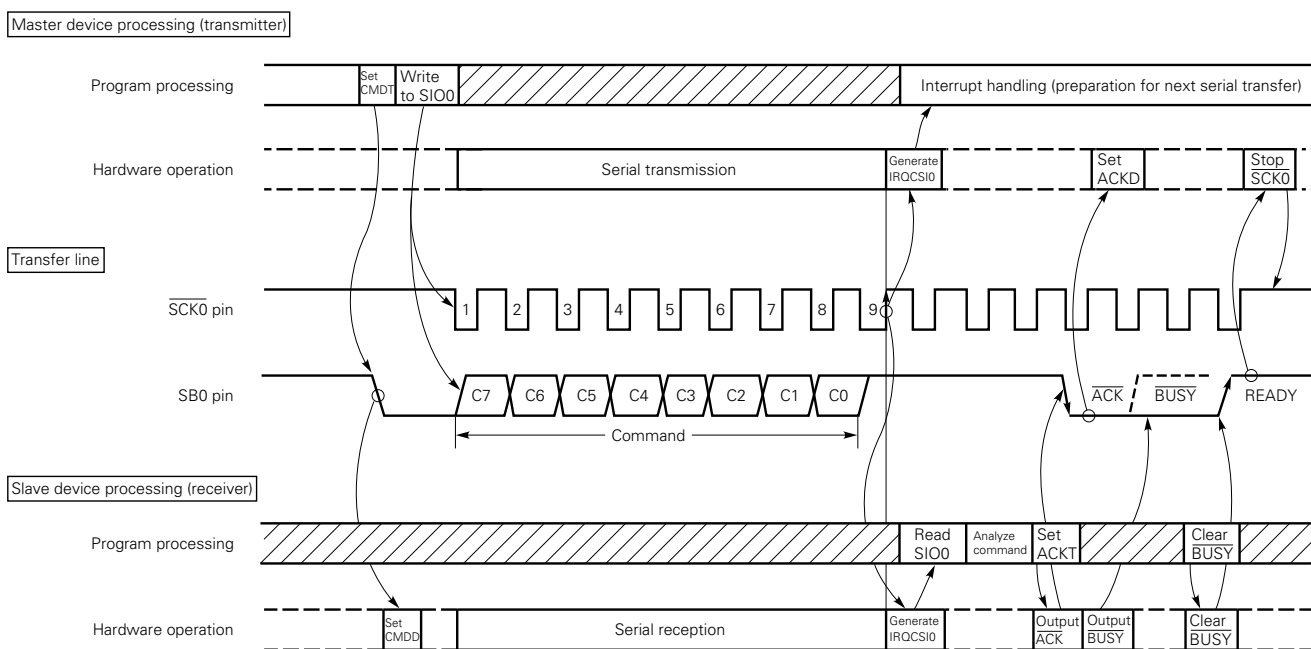 Master device processing (transmitter)
Program processing
Set
CMDT
Write
to SIO0
Interrupt handling (preparation for next serial transfer)
Hardware operation
Serial transmission
Generate
IRQCSI0
Set
ACKD
Stop
SCK0
Transfer line
SCK0 pin
1 2 3 4 5 6 7 8 9
SB0 pin
C7 C6 C5 C4 C3 C2 C1 C0
ACK BUSY READY
Command
Slave device processing (receiver)
Program processing
Read
SIO0
Analyze
command
Set
ACKT
Clear
BUSY
Hardware operation
Set
CMDD
Serial reception
Generate
IRQCSI0
Output
ACK
Output
BUSY
Clear
BUSY